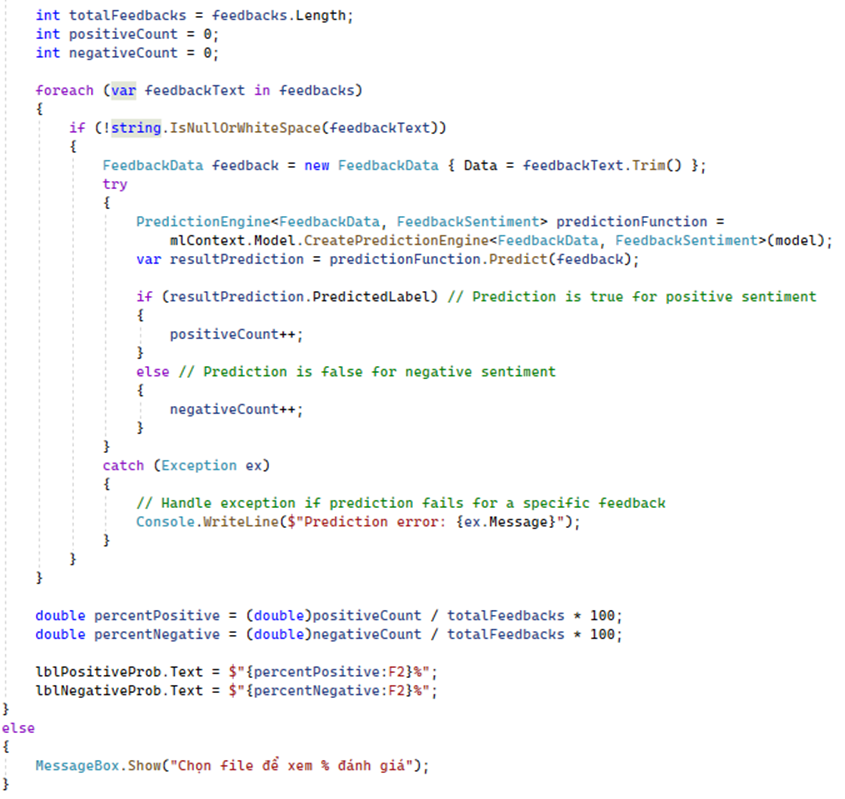 int totalFeedbacks = feedbacks.Length;
int positiveCount = 0;
int negativeCount = 0;
foreach (var feedbackText in feedbacks)
{
if (!string.IsNullOrWhiteSpace(feedbackText))
{
FeedbackData feedback = new FeedbackData { Data = feedbackText.Trim() };
try
{
PredictionEngine<FeedbackData, FeedbackSentiment> predictionFunction =
mlContext.Model.CreatePredictionEngine<FeedbackData, FeedbackSentiment>(model);
var resultPrediction = predictionFunction.Predict(feedback);
if (resultPrediction.PredictedLabel) // Prediction is true for positive sentiment
{
positiveCount++;
}
else // Prediction is false for negative sentiment
{
negativeCount++;
}
}
catch (Exception ex)
{
// Handle exception if prediction fails for a specific feedback
Console.WriteLine($"Prediction error: {ex.Message}");
}
}
}
double percentPositive = (double)positiveCount / totalFeedbacks * 100;
double percentNegative = (double)negativeCount / totalFeedbacks * 100;
lblPositiveProb.Text = $"{percentPositive:F2}%";
lblNegativeProb.Text = $"{percentNegative:F2}%";
}
else
{
MessageBox.Show("Chọn file để xem % đánh giá");
}